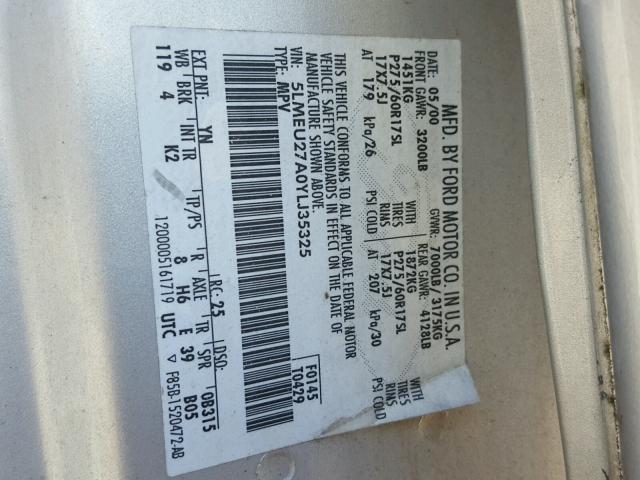 MFD. BY FORD MOTOR CO. IN U.S.A.
DATE: 05/00 GVWR: 7000LB/ 3175KG
FRONT GAWR: 3200LB REAR GAWR: 4128LB
1451KG WITH 1872KG WITH
P275/60R17SL TIRES P275/60R17SL TIRES
17X7.5J RIMS 17X7.5J RIMS
AT 179 kPa/26 PSI COLD AT 207 kPa/30 PSI COLD
THIS VEHICLE CONFORMS TO ALL APPLICABLE FEDERAL MOTOR
VEHICLE SAFETY STANDARDS IN EFFECT ON THE DATE OF
MANUFACTURE SHOWN ABOVE.
VIN: 5LMEU27A0YLJ35325 F0145
TYPE: MPV T0429
EXT PNT: YN RC: 25 DSO: 0B315
WB BRK INT TR TP/PS R AXLE TR SPR B05
119 4 K2 8 H6 E 39
1200005161719 UTC ▽ F85B-1520472-AB